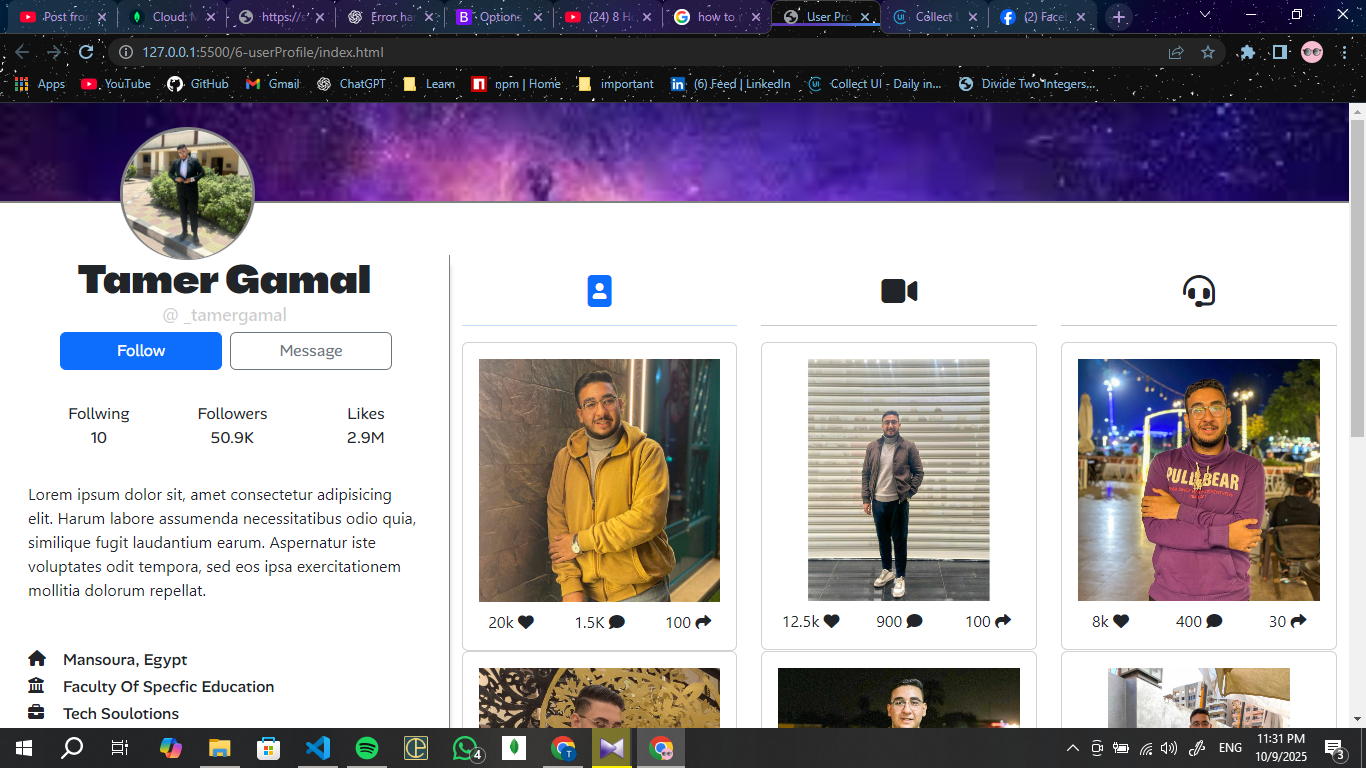 Post from
Cloud: M
https://s
Error ha
Options
(24) 8 H
how to r
User Pro
Collect U
(2) Face
127.0.0.1:5500/6-userProfile/index.html
Apps
YouTube
GitHub
Gmail
ChatGPT
Learn
npm | Home
important
(6) Feed | LinkedIn
Collect UI - Daily in...
Divide Two Integers...
Tamer Gamal
@ _tamergamal
Follow
Message
Follwing
Followers
Likes
10
50.9K
2.9M
Lorem ipsum dolor sit, amet consectetur adipisicing
elit. Harum labore assumenda necessitatibus odio quia,
similique fugit laudantium earum. Aspernatur iste
voluptates odit tempora, sed eos ipsa exercitationem
mollitia dolorum repellat.
Mansoura, Egypt
Faculty Of Specfic Education
Tech Soulotions
PULL&BEAR
20k
1.5K
100
12.5k
900
100
8k
400
30
4
T
ENG
11:31 PM
10/9/2025
3